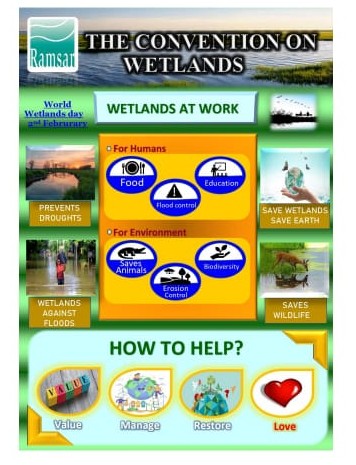 Ramsar
THE CONVENTION ON
WETLANDS
World
Wetlands day
2nd Februrary
WETLANDS AT WORK
For Humans
Food
Education
Flood control
PREVENTS
DROUGHTS
SAVE WETLANDS
SAVE EARTH
For Environment
Saves
Animals
Biodiversity
Erosion
Control
WETLANDS
AGAINST
FLOODS
SAVES
WILDLIFE
HOW TO HELP?
VALUE
Value
Manage
Restore
Love